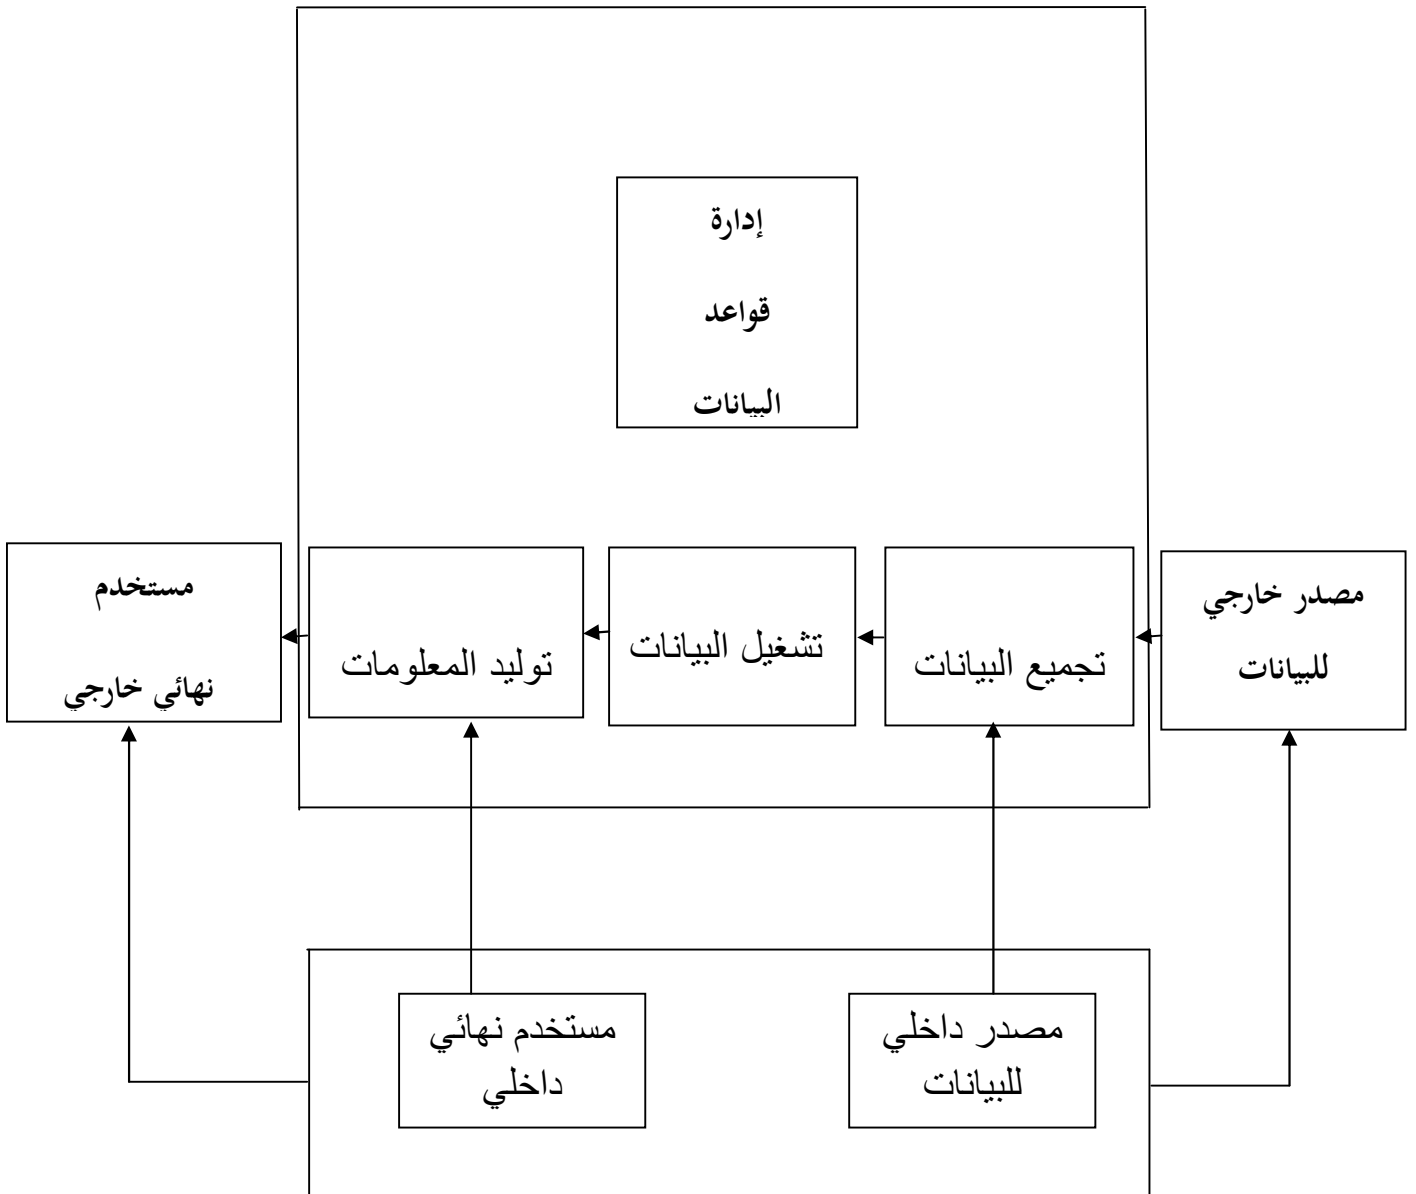 إدارة
قواعد
البيانات
مصدر خارجي
للبيانات
تجميع البيانات
تشغيل البيانات
توليد المعلومات
مستخدم
نهائي خارجي
مصدر داخلي
للبيانات
مستخدم نهائي
داخلي